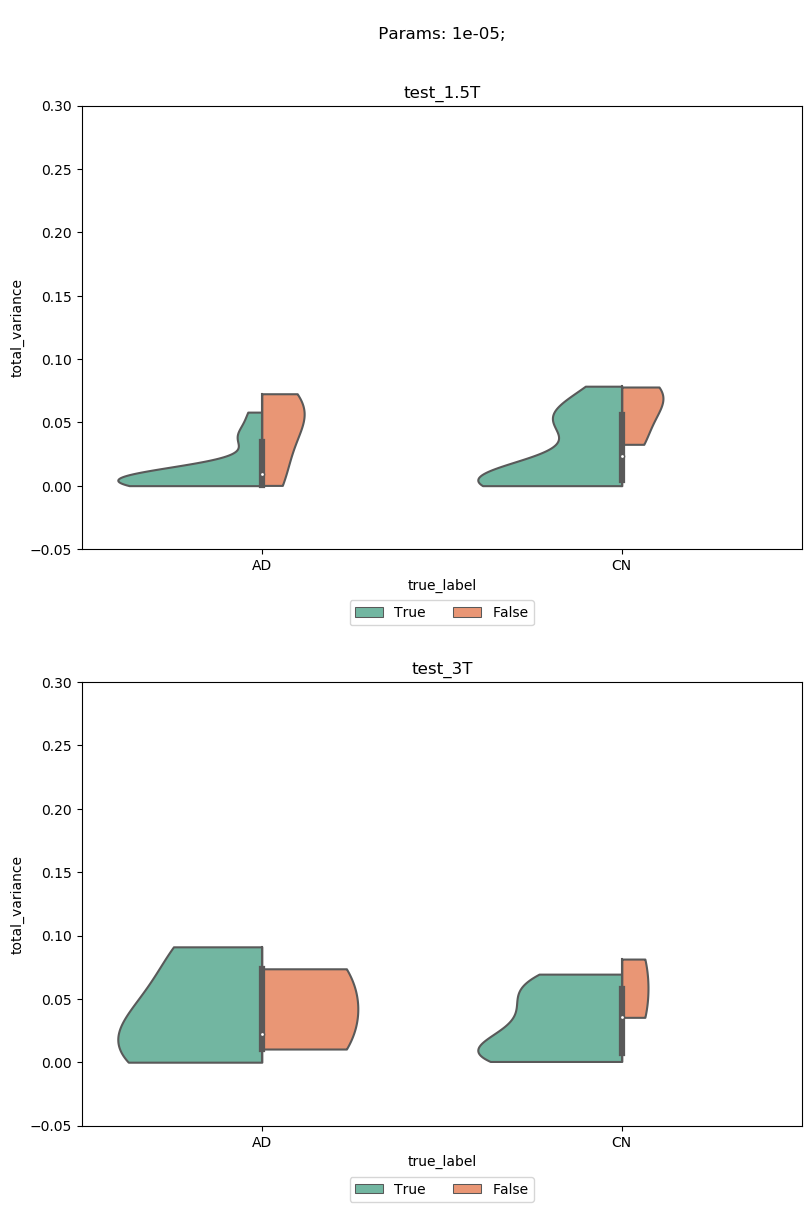 Params: 1e-05;
test_1.5T
0.30
0.25
0.20
0.15
0.10
0.05
0.00
−0.05
total_variance
AD CN
true_label
True False
test_3T
0.30
0.25
0.20
0.15
0.10
0.05
0.00
−0.05
total_variance
AD CN
true_label
True False